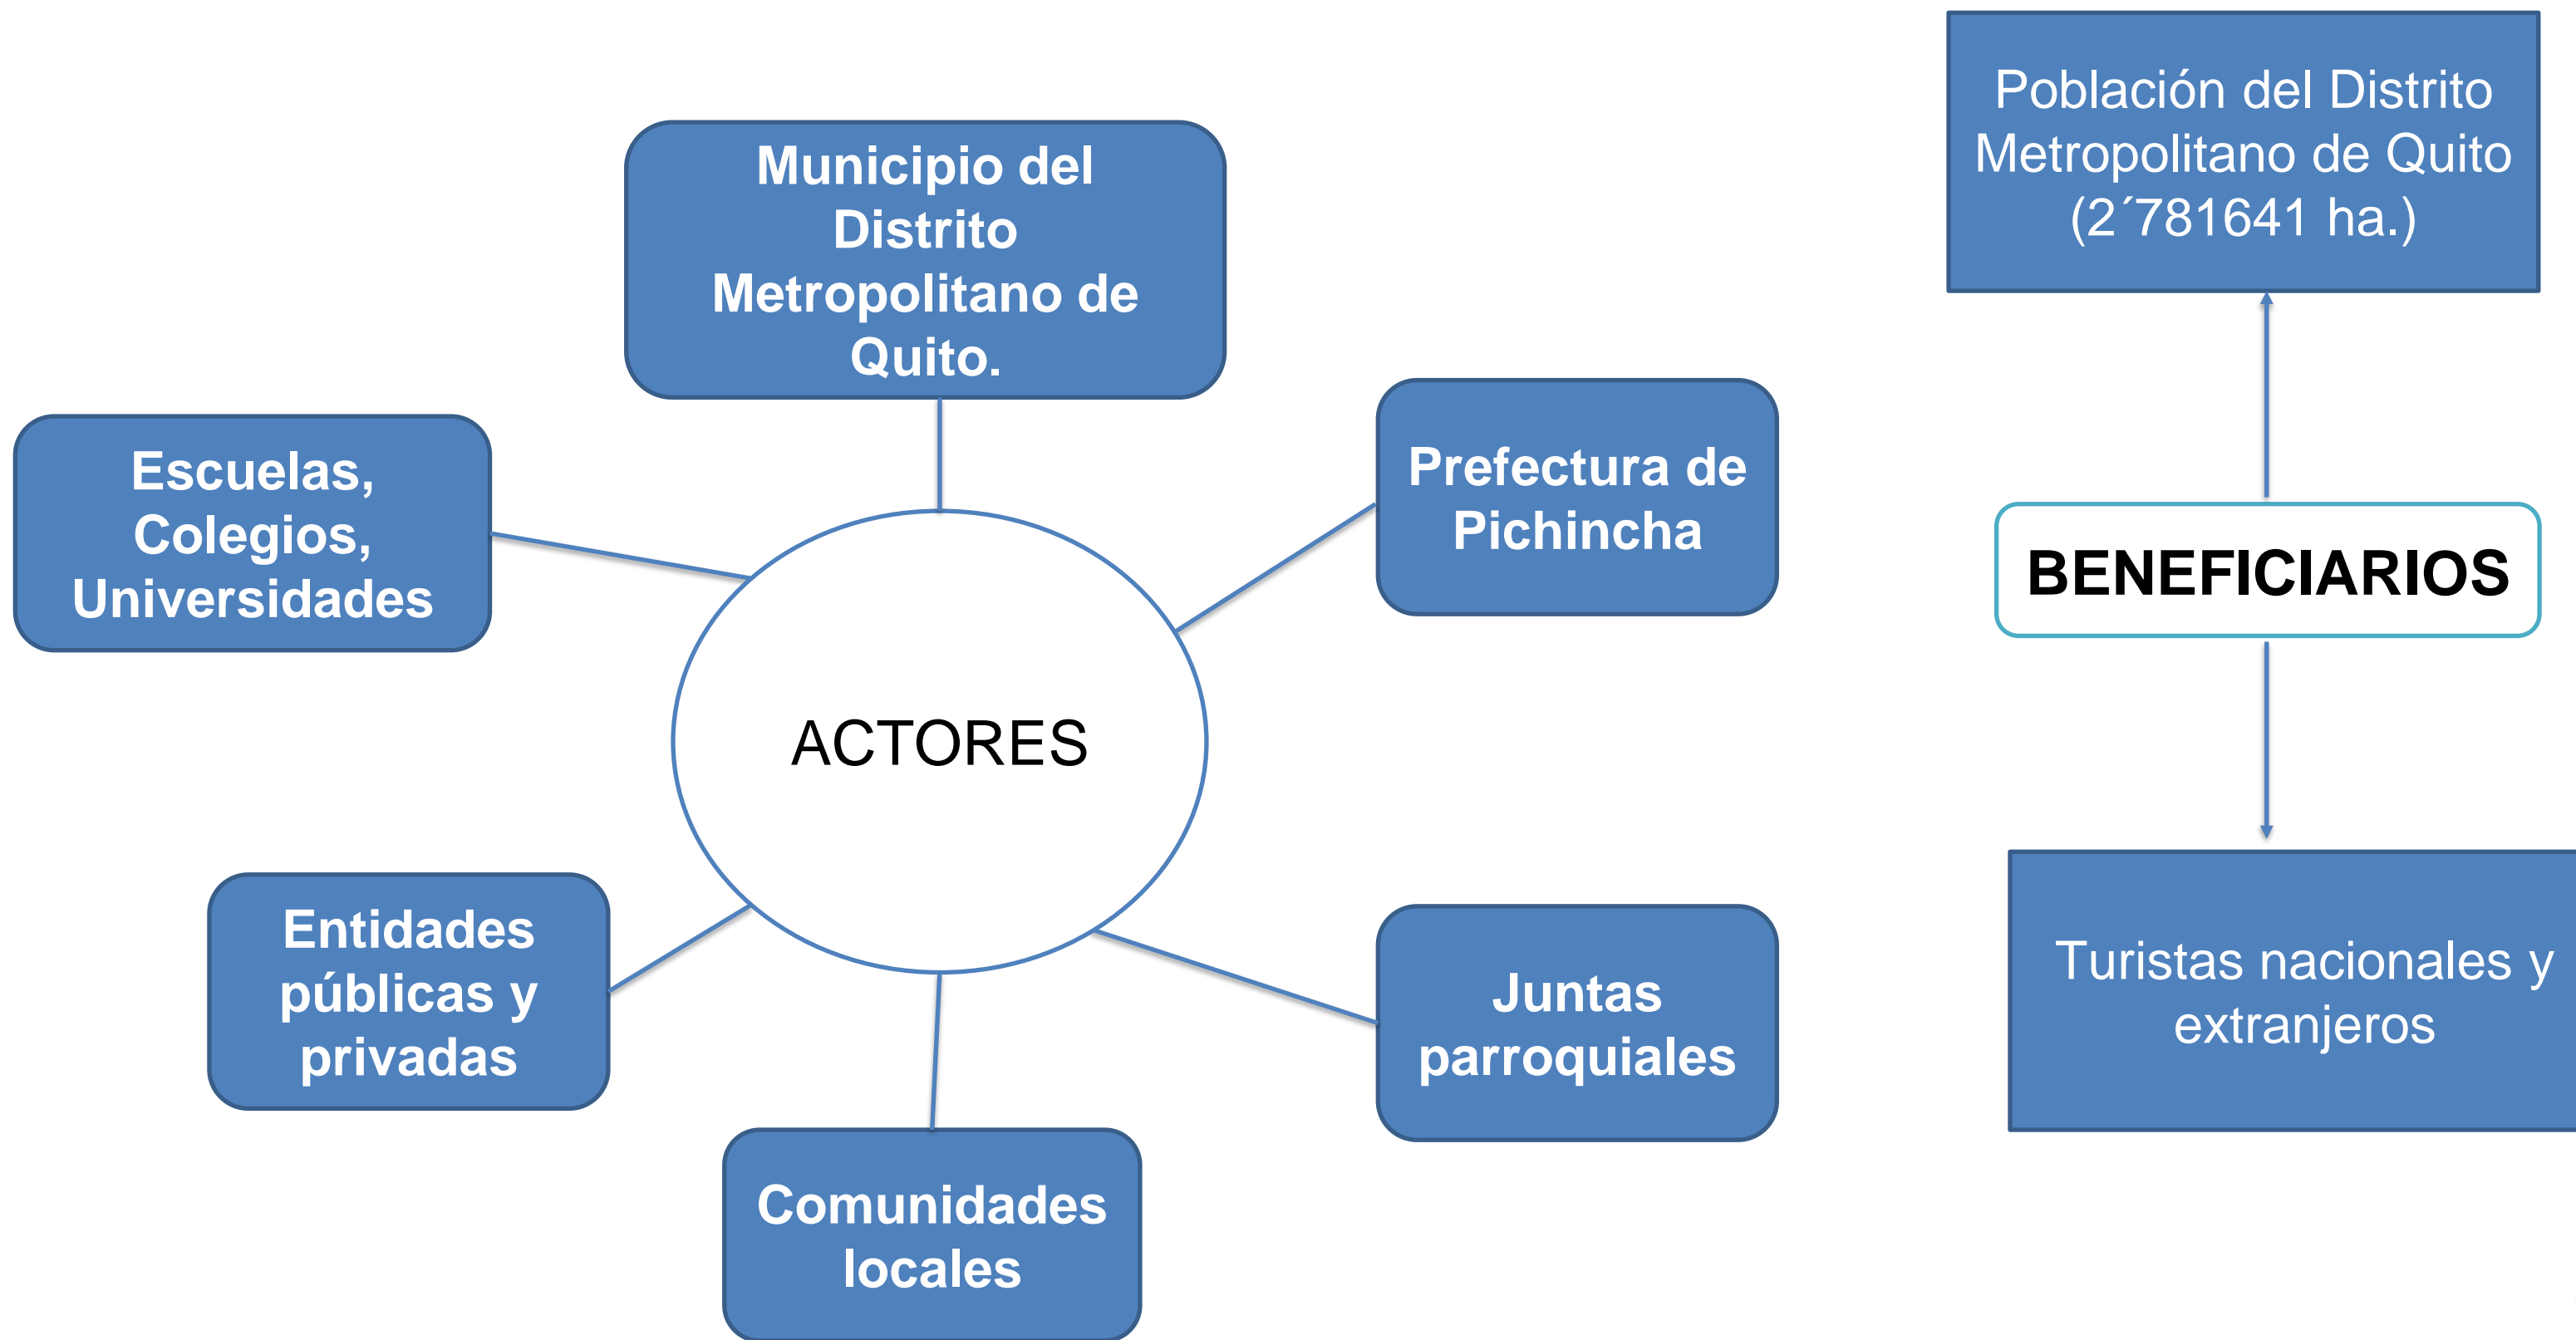 Municipio del
Distrito
Metropolitano de
Quito.
Escuelas,
Colegios,
Universidades
Prefectura de
Pichincha
ACTORES
Entidades
públicas y
privadas
Juntas
parroquiales
Comunidades
locales
Población del Distrito
Metropolitano de Quito
(2´781641 ha.)
BENEFICIARIOS
Turistas nacionales y
extranjeros